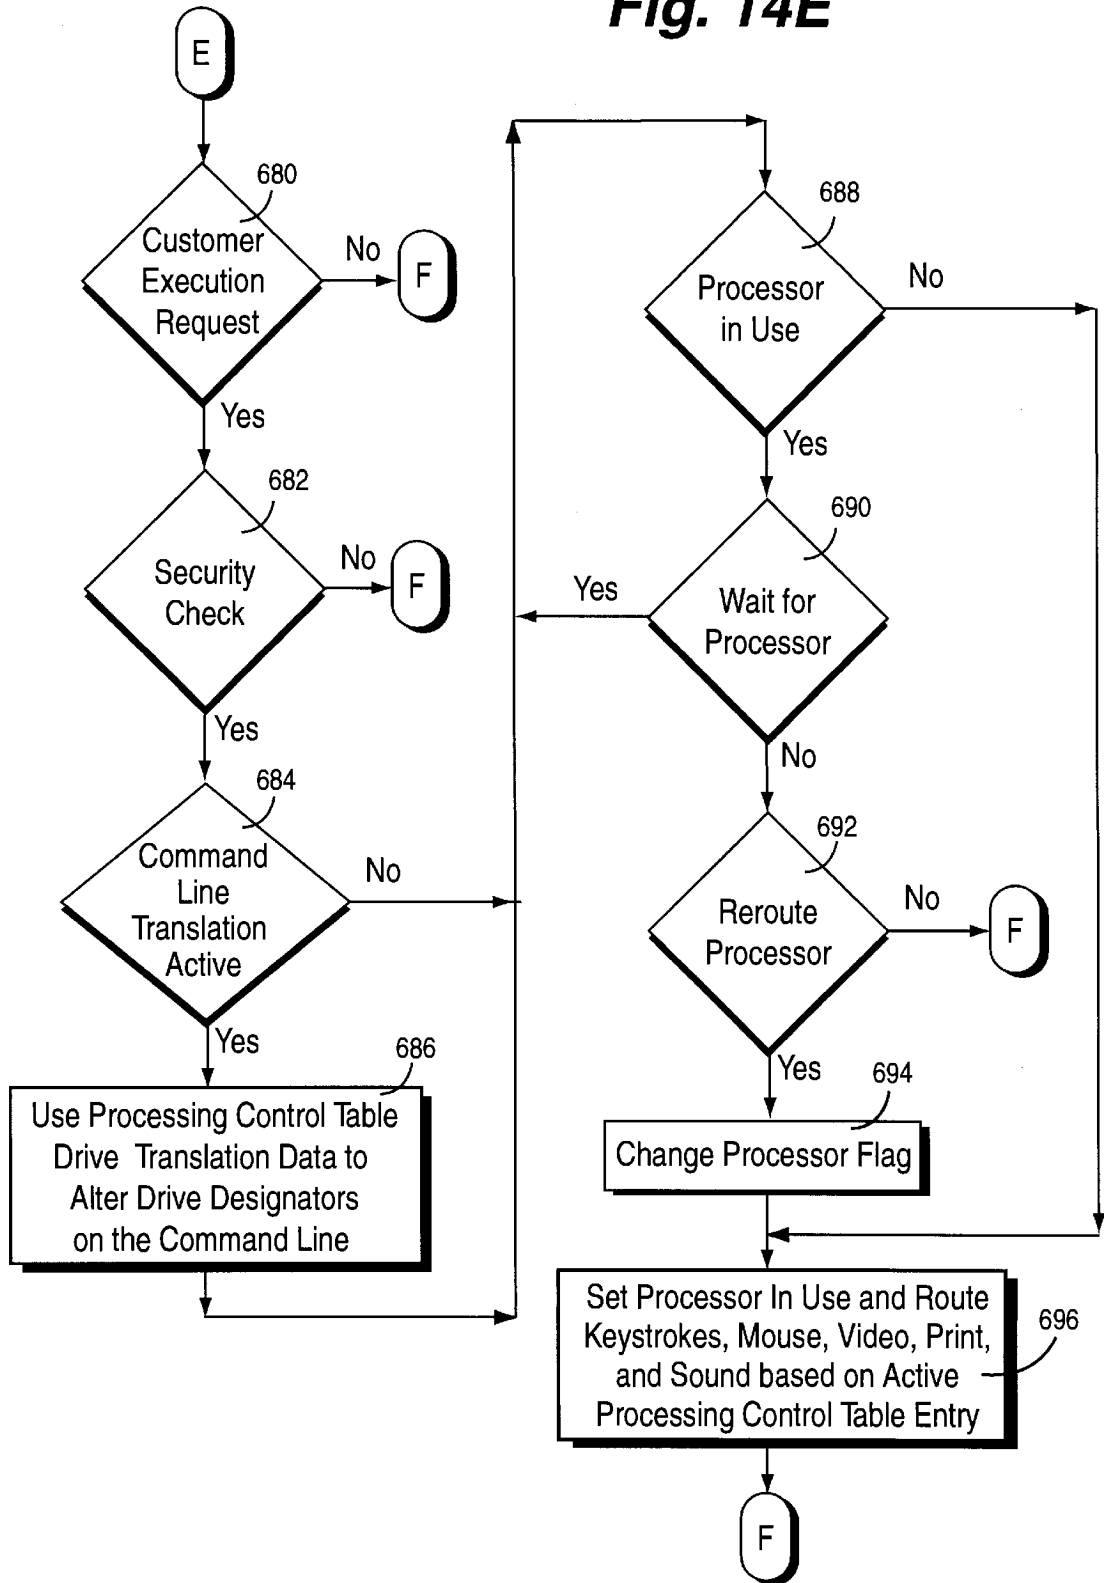 Fig. 14E
E
680
Customer
Execution
Request
No
F
Yes
682
Security
Check
No
F
Yes
684
Command
Line
Translation
Active
No
Yes
686
Use Processing Control Table
Drive Translation Data to
Alter Drive Designators
on the Command Line
688
Processor
in Use
No
Yes
690
Wait for
Processor
Yes
No
692
Reroute
Processor
No
F
Yes
694
Change Processor Flag
Set Processor In Use and Route
Keystrokes, Mouse, Video, Print,
and Sound based on Active
Processing Control Table Entry
696
F